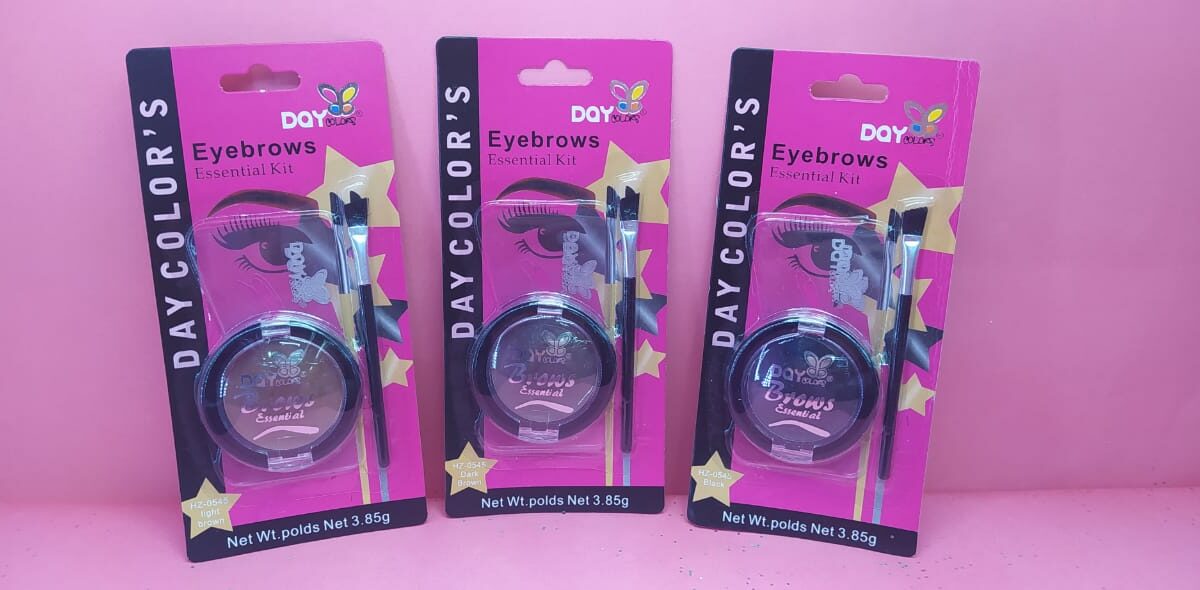 DAY COLOR'S
DAY
COLORS®
Eyebrows
Essential Kit
DAY
COLORS®
Brows
Essential
HZ-0545
light
brown
Net Wt.polds Net 3.85g
DAY COLOR'S
DAY
COLORS®
Eyebrows
Essential Kit
DAY
COLORS®
Brows
Essential
HZ-0545
Dark
Brown
Net Wt.polds Net 3.85g
DAY COLOR'S
DAY
COLORS®
Eyebrows
Essential Kit
DAY
COLORS®
Brows
Essential
HZ-0545
Black
Net Wt.polds Net 3.85g